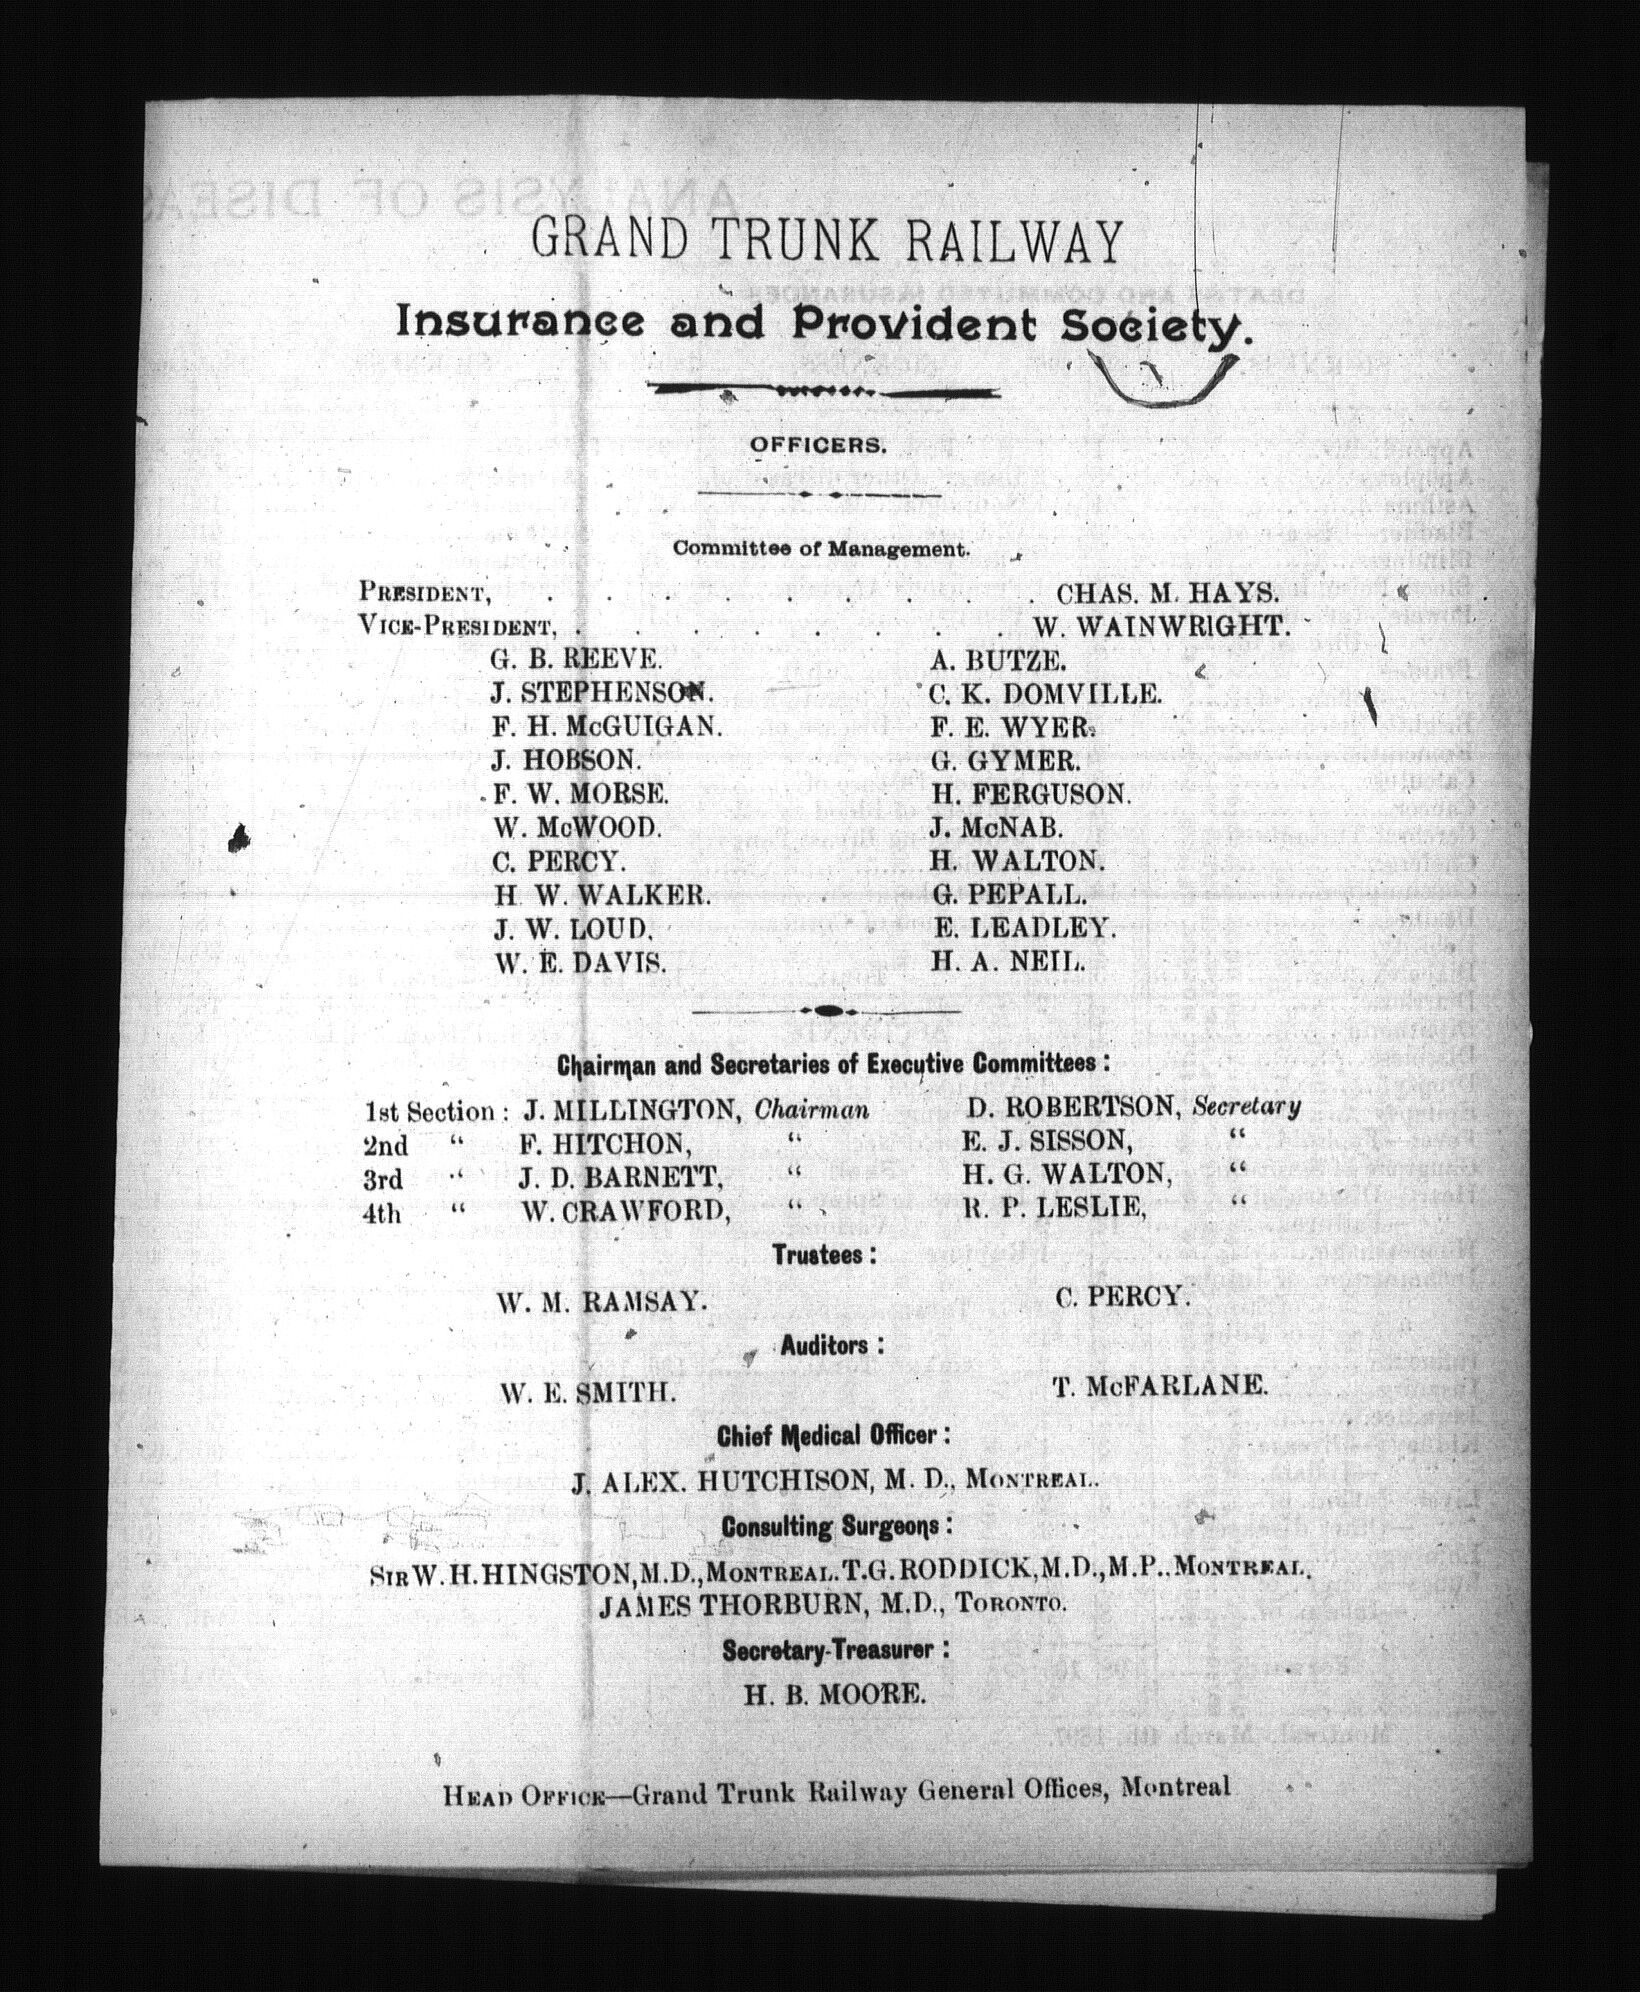 GRAND TRUNK RAILWAY
Insurance and Provident Society.
OFFICERS.
Committee of Management.
PRESIDENT, . . . . . . . . . CHAS. M. HAYS.
VICE-PRESIDENT, . . . . . . . . W. WAINWRIGHT.
G. B. REEVE. A. BUTZE.
J. STEPHENSON. C. K. DOMVILLE.
F. H. McGUIGAN. F. E. WYER.
J. HOBSON. G. GYMER.
F. W. MORSE. H. FERGUSON.
W. McWOOD. J. McNAB.
C. PERCY. H. WALTON.
H W. WALKER. G. PEPALL.
J. W. LOUD. E. LEADLEY.
W. E. DAVIS. H. A. NEIL.
Chairman and Secretaries of Executive Committees :
1st Section : J. MILLINGTON, Chairman D. ROBERTSON, Secretary
2nd " F. HITCHON, " E. J. SISSON, "
3rd " J. D. BARNETT, " H. G. WALTON, "
4th " W. CRAWFORD, " R. P. LESLIE, "
Trustees :
W. M. RAMSAY. C. PERCY.
Auditors :
W. E. SMITH. T. McFARLANE.
Chief Medical Officer :
J. ALEX. HUTCHISON, M. D., MONTREAL.
Consulting Surgeons :
SIR W. H. HINGSTON, M.D., MONTREAL. T. G. RODDICK, M.D., M.P.. MONTREAL.
JAMES THORBURN, M.D., TORONTO.
Secretary-Treasurer :
H. B. MOORE.
HEAD OFFICE—Grand Trunk Railway General Offices, Montreal